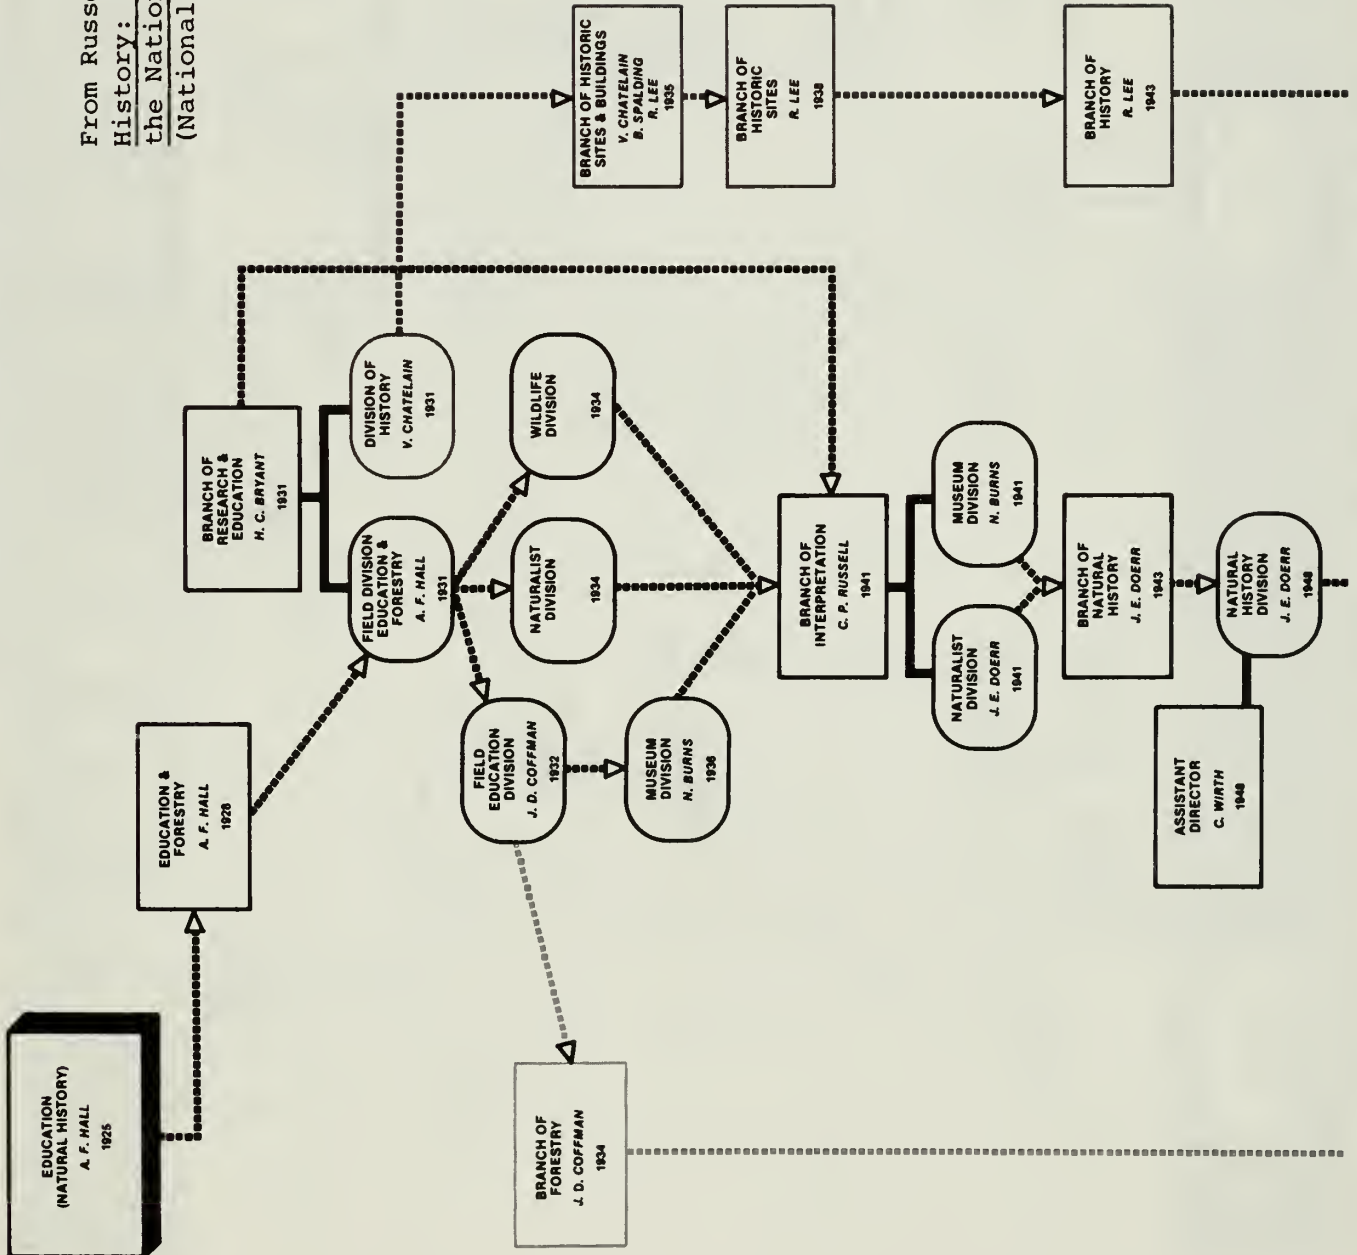 From Russe
History:
the Nation
(National
EDUCATION
(NATURAL HISTORY)
A. F. HALL
1925
EDUCATION &
FORESTRY
A. F. HALL
1928
BRANCH OF
RESEARCH &
EDUCATION
H. C. BRYANT
1931
FIELD DIVISION
EDUCATION &
FORESTRY
A. F. HALL
1931
DIVISION OF
HISTORY
V. CHATELAIN
1931
BRANCH OF HISTORIC
SITES & BUILDINGS
V. CHATELAIN
B. SPALDING
R. LEE
1935
BRANCH OF
HISTORIC
SITES
R. LEE
1938
BRANCH OF
HISTORY
R. LEE
1943
FIELD
EDUCATION
DIVISION
J. D. COFFMAN
1932
NATURALIST
DIVISION
1934
WILDLIFE
DIVISION
1934
BRANCH OF
FORESTRY
J. D. COFFMAN
1934
MUSEUM
DIVISION
N. BURNS
1936
BRANCH OF
INTERPRETATION
C. P. RUSSELL
1941
NATURALIST
DIVISION
J. E. DOERR
1941
MUSEUM
DIVISION
N. BURNS
1941
BRANCH OF
NATURAL
HISTORY
J. E. DOERR
1943
ASSISTANT
DIRECTOR
C. WIRTH
NATURAL
HISTORY
DIVISION
J. E. DOERR